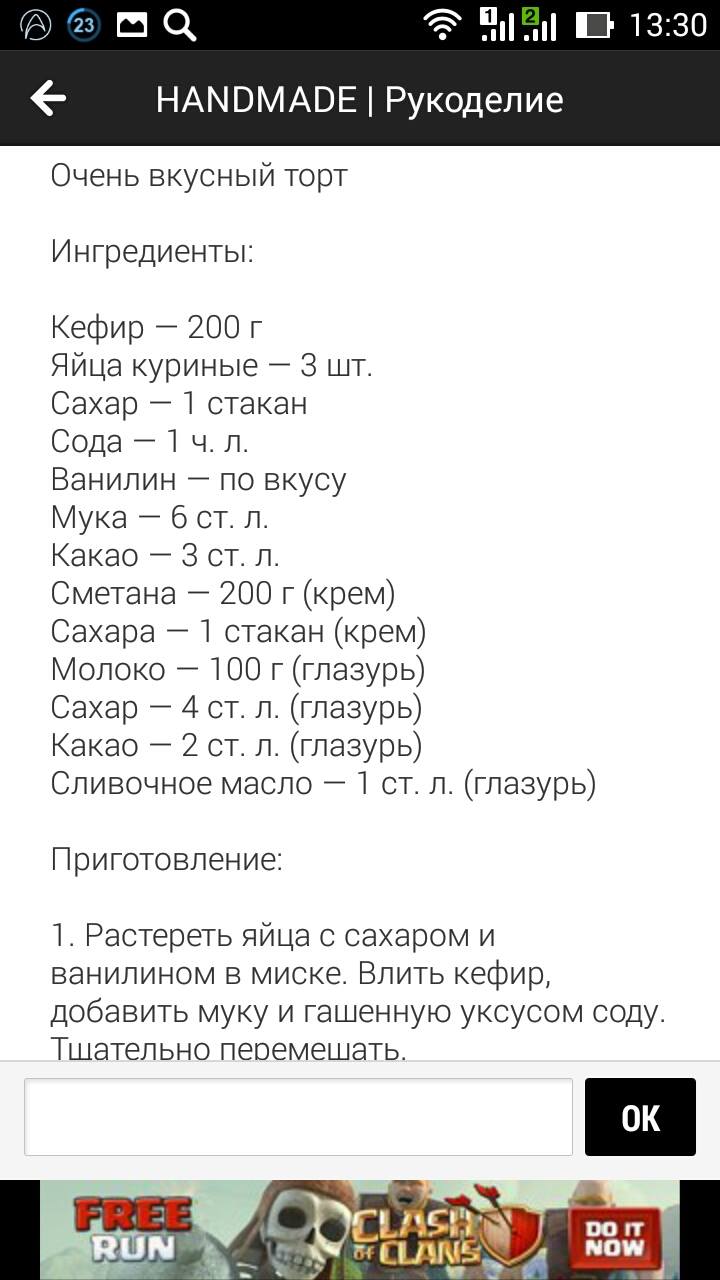 23
1
2
13:30
HANDMADE | Рукоделие
Очень вкусный торт
Ингредиенты:
Кефир — 200 г
Яйца куриные — 3 шт.
Сахар — 1 стакан
Сода — 1 ч. л.
Ванилин — по вкусу
Мука — 6 ст. л.
Какао — 3 ст. л.
Сметана — 200 г (крем)
Сахара — 1 стакан (крем)
Молоко — 100 г (глазурь)
Сахар — 4 ст. л. (глазурь)
Какао — 2 ст. л. (глазурь)
Сливочное масло — 1 ст. л. (глазурь)
Приготовление:
1. Растереть яйца с сахаром и
ванилином в миске. Влить кефир,
добавить муку и гашенную уксусом соду.
Тщательно перемешать.
OK
FREE
RUN
CLASH
OF CLANS
DO IT
NOW